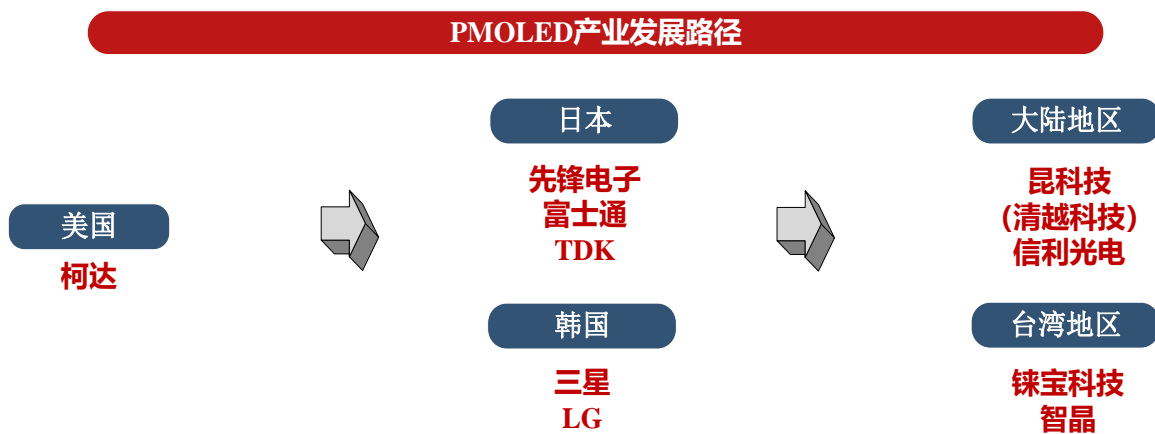 PMOLED产业发展路径
美国
柯达
日本
先锋电子
富士通
TDK
韩国
三星
LG
大陆地区
昆科技
(清越科技)
信利光电
台湾地区
铼宝科技
智晶